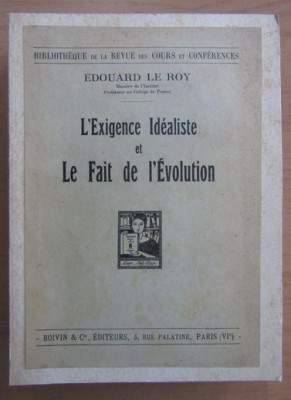 BIBLIOTHÈQUE DE LA REVUE DES COURS ET CONFÉRENCES
ÉDOUARD LE ROY
Membre de l'Institut
Professeur au Collège de France
L'Exigence Idéaliste
et
Le Fait de l'Évolution
- BOIVIN & Cie, ÉDITEURS, 5, RUE PALATINE, PARIS (VIe) -